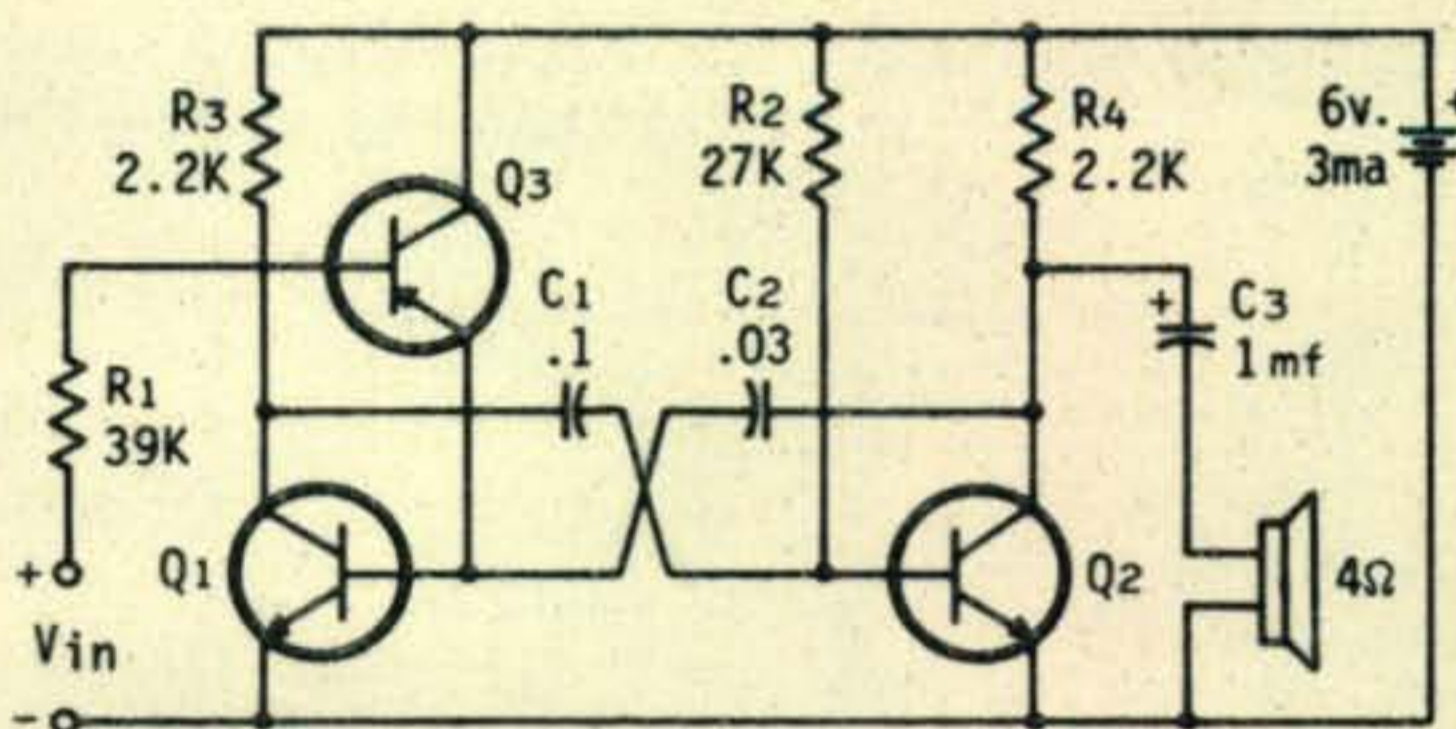 R3
2.2K
Q3
R2
27K
R4
2.2K
6v.
3ma
+
C1
.1
C2
.03
+
C3
1mf
R1
39K
+
Q1
Q2
4Ω
Vin
-